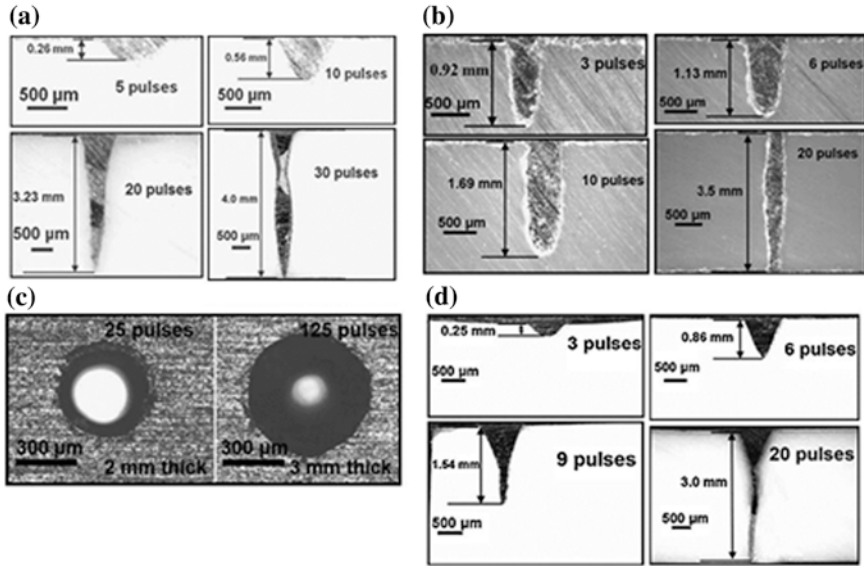 (a)
0.26 mm
500 µm
5 pulses
0.56 mm
500 µm
10 pulses
3.23 mm
20 pulses
500 µm
30 pulses
4.0 mm
500 µm
(b)
0.92 mm
3 pulses
500 µm
1.13 mm
6 pulses
500 µm
1.69 mm
10 pulses
500 µm
20 pulses
3.5 mm
500 µm
(c)
25 pulses
300 µm
2 mm thick
125 pulses
300 µm
3 mm thick
(d)
0.25 mm
3 pulses
500 µm
0.86 mm
6 pulses
500 µm
1.54 mm
9 pulses
500 µm
20 pulses
3.0 mm
500 µm